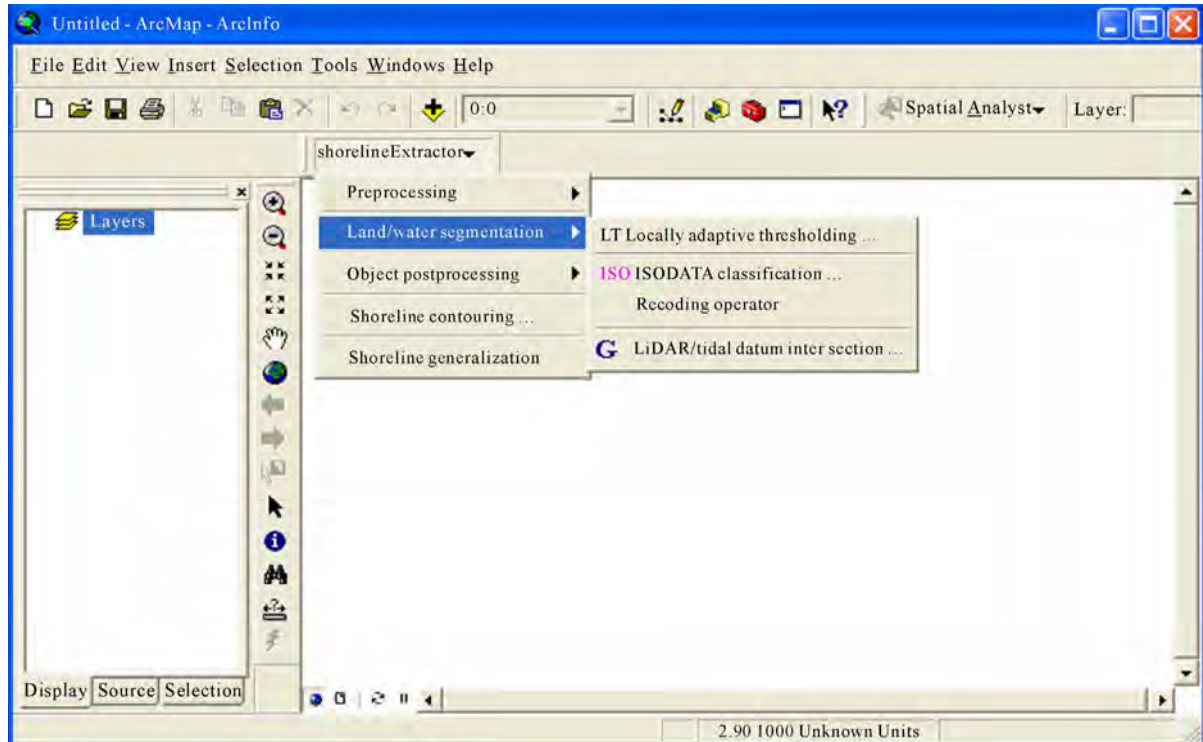 Untitled - ArcMap - ArcInfo
File Edit View Insert Selection Tools Windows Help
0:0 Spatial Analyst Layer:
shorelineExtractor
Preprocessing
Layers
Land/water segmentation
LT Locally adaptive thresholding ...
Object postprocessing
ISO ISODATA classification ...
Recoding operator
Shoreline contouring ...
G LiDAR/tidal datum inter section ...
Shoreline generalization
Display Source Selection
2.90 1000 Unknown Units